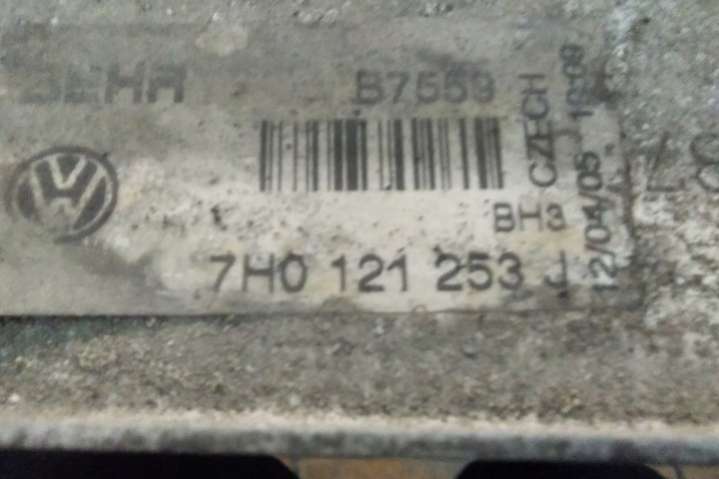 BEHR B7559
BH3
7H0 121 253 J
CZECH
12/04/05